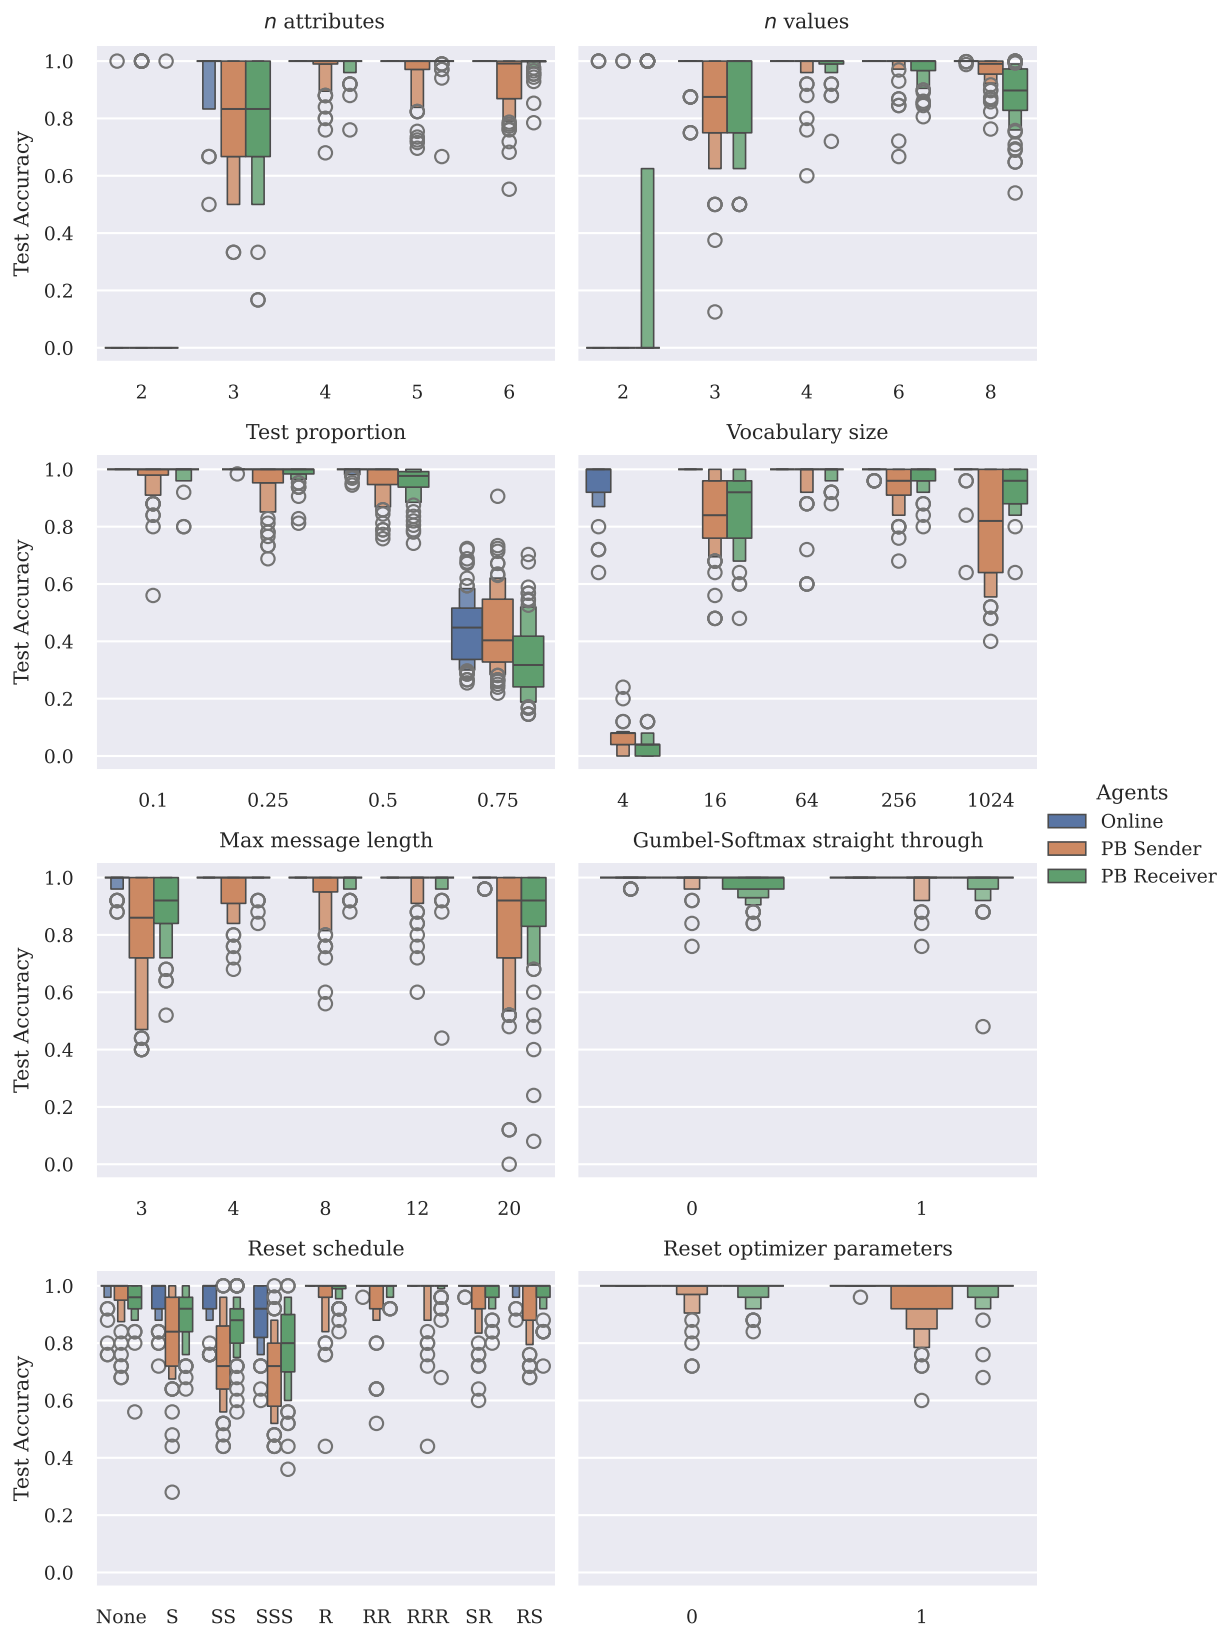 n attributes
n values
Test Accuracy
1.0
0.8
0.6
0.4
0.2
0.0
2 3 4 5 6
2 3 4 6 8
Test proportion
Vocabulary size
Test Accuracy
1.0
0.8
0.6
0.4
0.2
0.0
0.1 0.25 0.5 0.75
4 16 64 256 1024
Agents
Online
PB Sender
PB Receiver
Max message length
Gumbel-Softmax straight through
Test Accuracy
1.0
0.8
0.6
0.4
0.2
0.0
3 4 8 12 20
0 1
Reset schedule
Reset optimizer parameters
Test Accuracy
1.0
0.8
0.6
0.4
0.2
0.0
None S SS SSS R RR RRR SR RS
0 1